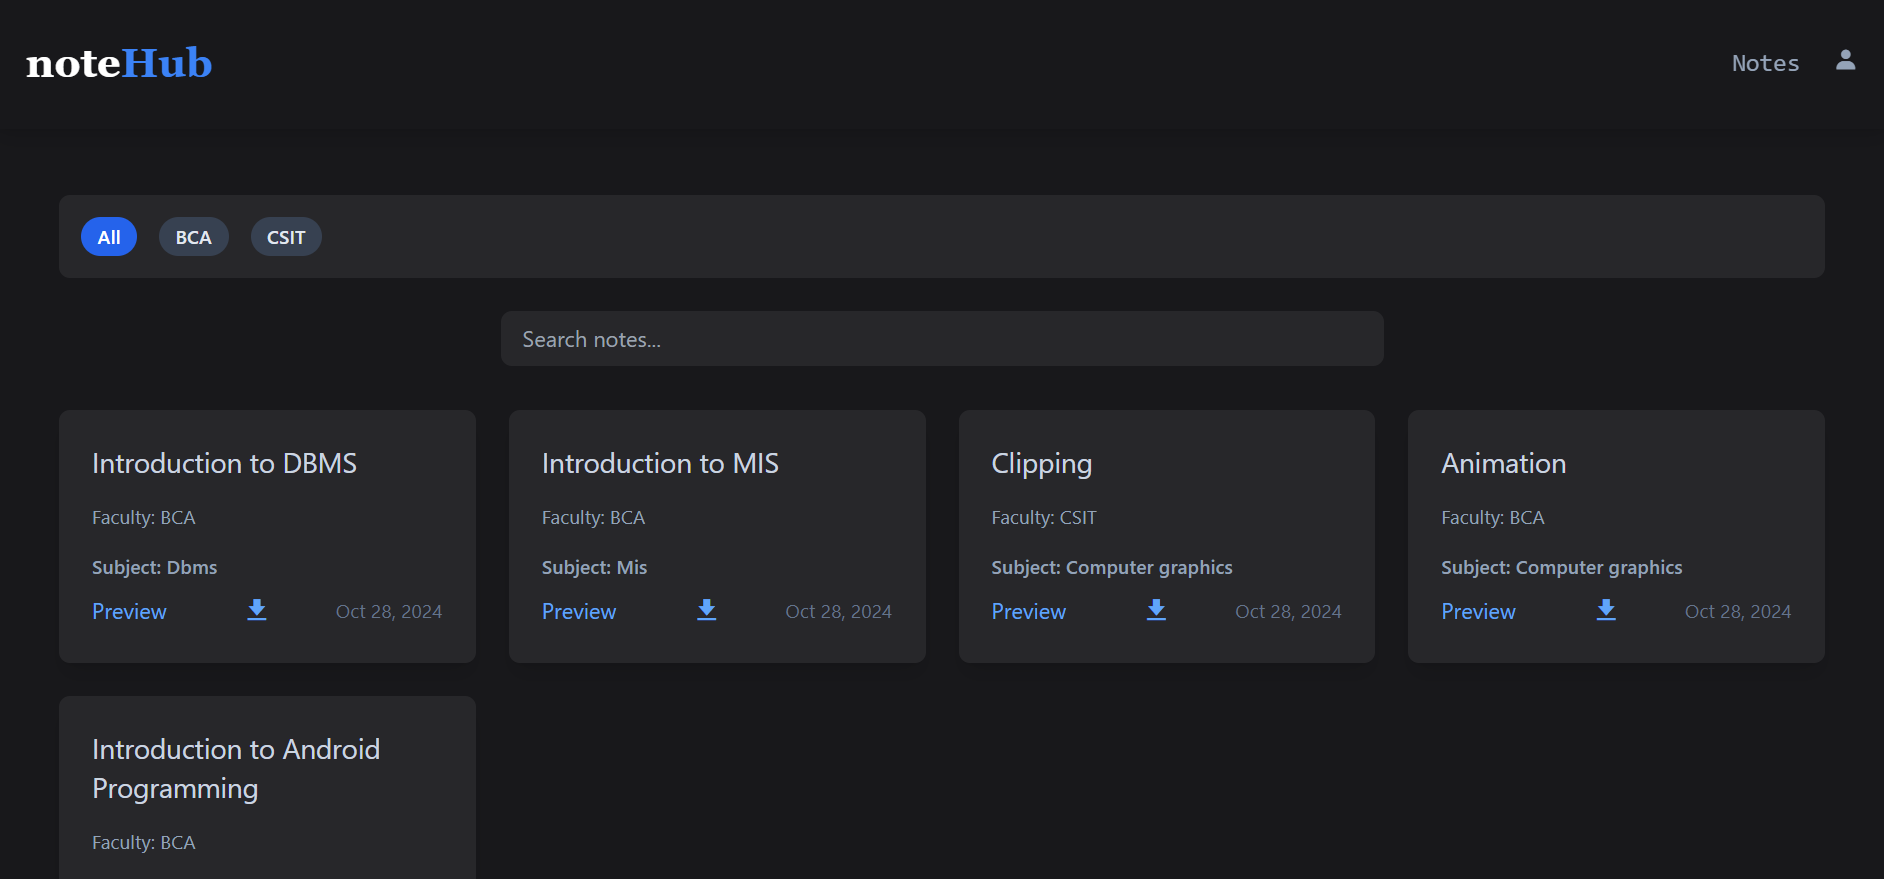 noteHub
Notes
All
BCA
CSIT
Search notes...
Introduction to DBMS
Faculty: BCA
Subject: Dbms
Preview
Oct 28, 2024
Introduction to MIS
Faculty: BCA
Subject: Mis
Preview
Oct 28, 2024
Clipping
Faculty: CSIT
Subject: Computer graphics
Preview
Oct 28, 2024
Animation
Faculty: BCA
Subject: Computer graphics
Preview
Oct 28, 2024
Introduction to Android
Programming
Faculty: BCA